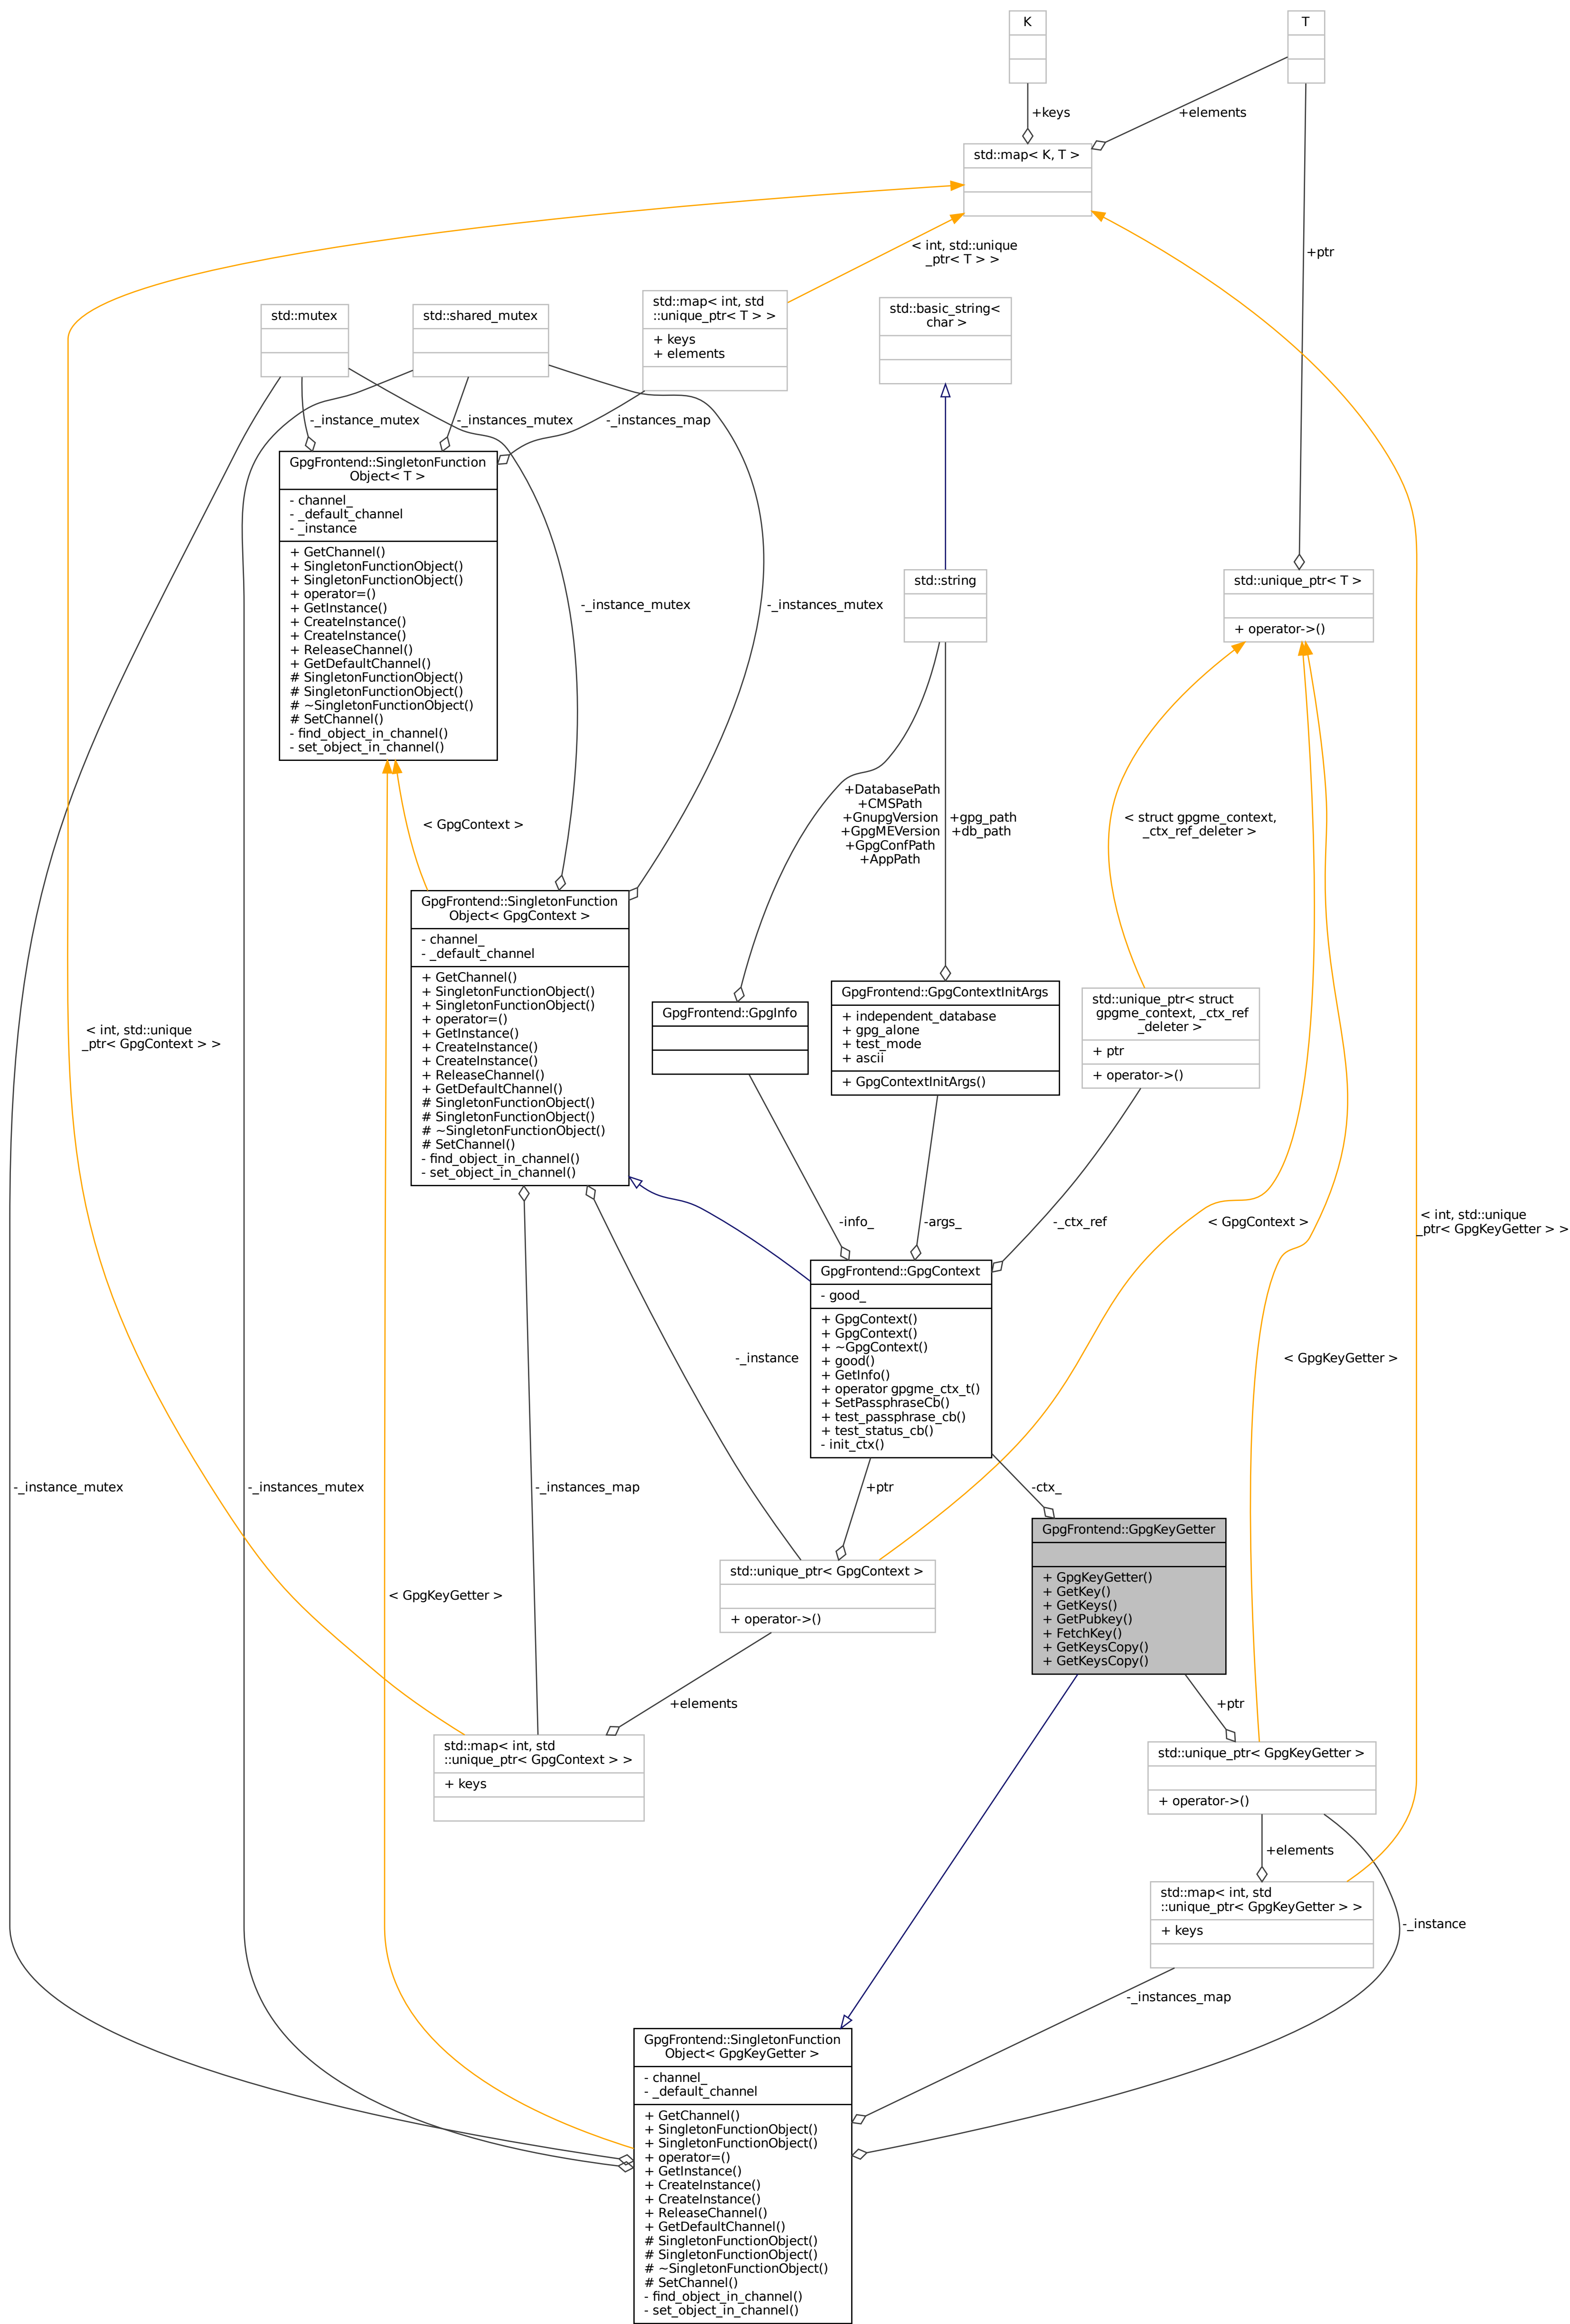 K
T
+keys
+elements
std::map< K, T >
< int, std::unique
_ptr< T > >
+ptr
std::mutex
std::shared_mutex
std::map< int, std
::unique_ptr< T > >
+ keys
+ elements
std::basic_string<
char >
-_instance_mutex
-_instances_mutex
-_instances_map
GpgFrontend::SingletonFunction
Object< T >
- channel_
- _default_channel
- _instance
+ GetChannel()
+ SingletonFunctionObject()
+ SingletonFunctionObject()
+ operator=()
+ GetInstance()
+ CreateInstance()
+ CreateInstance()
+ ReleaseChannel()
+ GetDefaultChannel()
# SingletonFunctionObject()
# SingletonFunctionObject()
# ~SingletonFunctionObject()
# SetChannel()
- find_object_in_channel()
- set_object_in_channel()
-_instance_mutex
-_instances_mutex
std::string
std::unique_ptr< T >
+ operator->()
< GpgContext >
+DatabasePath
+CMSPath
+GnupgVersion
+GpgMEVersion
+GpgConfPath
+AppPath
+gpg_path
+db_path
< struct gpgme_context,
_ctx_ref_deleter >
GpgFrontend::SingletonFunction
Object< GpgContext >
- channel_
- _default_channel
+ GetChannel()
+ SingletonFunctionObject()
+ SingletonFunctionObject()
+ operator=()
+ GetInstance()
+ CreateInstance()
+ CreateInstance()
+ ReleaseChannel()
+ GetDefaultChannel()
# SingletonFunctionObject()
# SingletonFunctionObject()
# ~SingletonFunctionObject()
# SetChannel()
- find_object_in_channel()
- set_object_in_channel()
GpgFrontend::GpgInfo
GpgFrontend::GpgContextInitArgs
+ independent_database
+ gpg_alone
+ test_mode
+ ascii
+ GpgContextInitArgs()
std::unique_ptr< struct
gpgme_context, _ctx_ref
_deleter >
+ ptr
+ operator->()
< int, std::unique
_ptr< GpgContext > >
-info_
-args_
-_ctx_ref
< GpgContext >
< int, std::unique
_ptr< GpgKeyGetter > >
GpgFrontend::GpgContext
- good_
+ GpgContext()
+ GpgContext()
+ ~GpgContext()
+ good()
+ GetInfo()
+ operator gpgme_ctx_t()
+ SetPassphraseCb()
+ test_passphrase_cb()
+ test_status_cb()
- init_ctx()
-_instance
< GpgKeyGetter >
-_instance_mutex
-_instances_mutex
-_instances_map
+ptr
-ctx_
GpgFrontend::GpgKeyGetter
+ GpgKeyGetter()
+ GetKey()
+ GetKeys()
+ GetPubkey()
+ FetchKey()
+ GetKeysCopy()
+ GetKeysCopy()
< GpgKeyGetter >
std::unique_ptr< GpgContext >
+ operator->()
+elements
+ptr
std::map< int, std
::unique_ptr< GpgContext > >
+ keys
std::unique_ptr< GpgKeyGetter >
+ operator->()
+elements
std::map< int, std
::unique_ptr< GpgKeyGetter > >
+ keys
-_instance
-_instances_map
GpgFrontend::SingletonFunction
Object< GpgKeyGetter >
- channel_
- _default_channel
+ GetChannel()
+ SingletonFunctionObject()
+ SingletonFunctionObject()
+ operator=()
+ GetInstance()
+ CreateInstance()
+ CreateInstance()
+ ReleaseChannel()
+ GetDefaultChannel()
# SingletonFunctionObject()
# SingletonFunctionObject()
# ~SingletonFunctionObject()
# SetChannel()
- find_object_in_channel()
- set_object_in_channel()